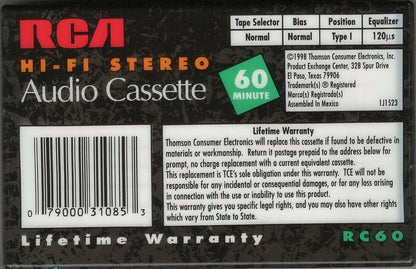 RCA
HI-FI STEREO
Audio Cassette
60
MINUTE
Tape Selector Bias Position Equalizer
Normal Normal Type I 120µs
©1998 Thomson Consumer Electronics, Inc.
Product Exchange Center, 32B Spur Drive
El Paso, Texas 79906
Trademark(s) ® Registered
Marca(s) Registrada(s)
Assembled in Mexico 1J1523
Lifetime Warranty
Thomson Consumer Electronics will replace this cassette if found to be defective in
materials or workmanship. Return it postage prepaid to the address below for
prompt, no charge replacement with a current equivalent cassette.
This replacement is TCE's sole obligation under this warranty. TCE will not be
responsible for any incidental or consequential damages, or for any loss arising
in connection with the use or inability to use this product.
This warranty gives you specific legal rights, and you may also have other rights
which vary from State to State.
0 79000 31085 3
Lifetime Warranty RC60